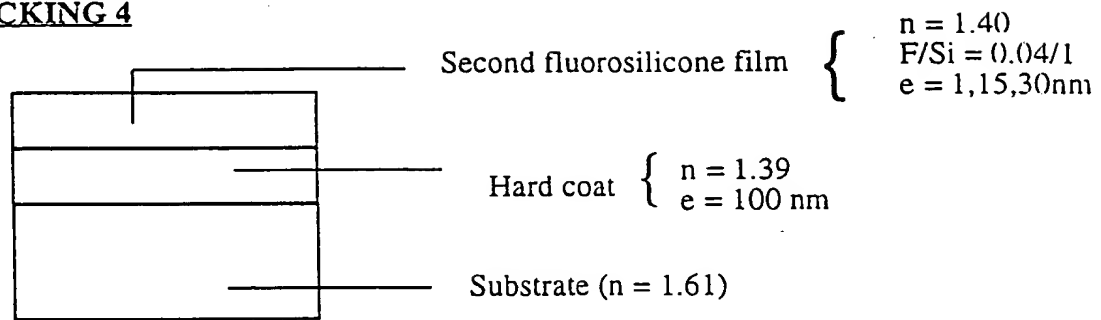 CKING 4
n = 1.40
Second fluorosilicone film { F/Si = 0.04/1
e = 1,15,30nm
Hard coat { n = 1.39
e = 100 nm
Substrate (n = 1.61)